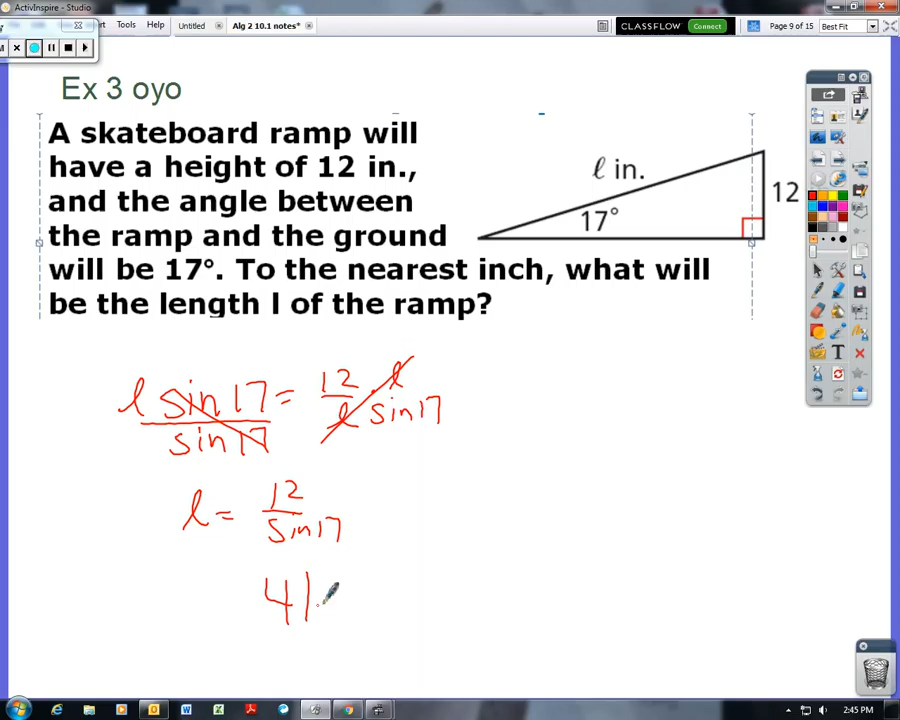 ActivInspire - Studio
Tools Help Untitled Alg 2 10.1 notes* CLASSFLOW Connect Page 9 of 15 Best Fit
Ex 3 oyo
A skateboard ramp will
have a height of 12 in.,
and the angle between
the ramp and the ground
will be 17°. To the nearest inch, what will
be the length l of the ramp?
ℓ in.
17°
12
l sin 17 = 12 · l
sin 17 l sin 17
l = 12
sin 17
41.
2:45 PM